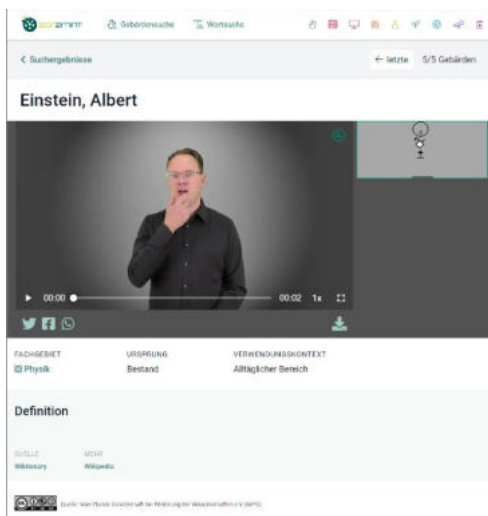 Gebärdensuche Wortsuche
Suchergebnisse
letzte 5/5 Gebärden
Einstein, Albert
00:00 00:02 1x
FACHGEBIET URSPRUNG VERWENDUNGSKONTEXT
Physik Bestand Alltäglicher Bereich
Definition
QUELLE MEHR
Wiktionary Wikipedia